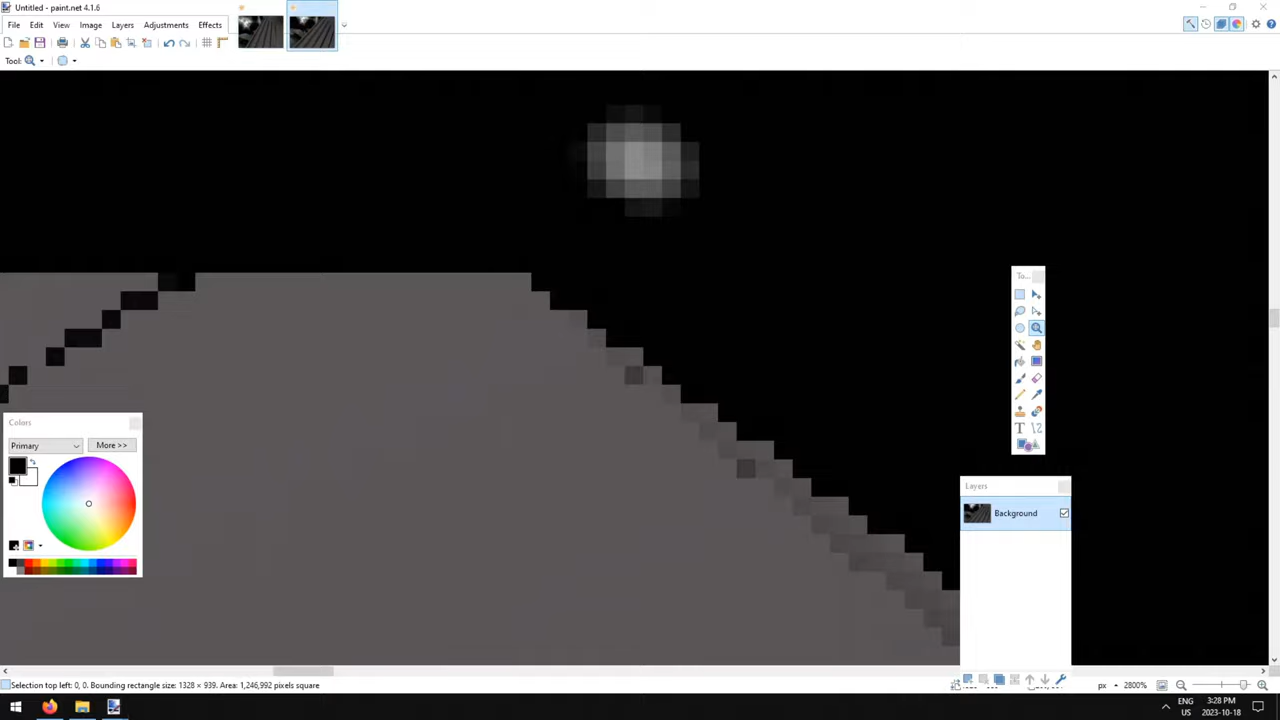 Untitled - paint.net 4.1.6
File Edit View Image Layers Adjustments Effects
Tool:
Colors
Primary
More >>
To...
T
Layers
Background
Selection top left: 0, 0. Bounding rectangle size: 1328 × 939. Area: 1,246,992 pixels square
px
2800%
ENG
US
3:28 PM
2023-10-18